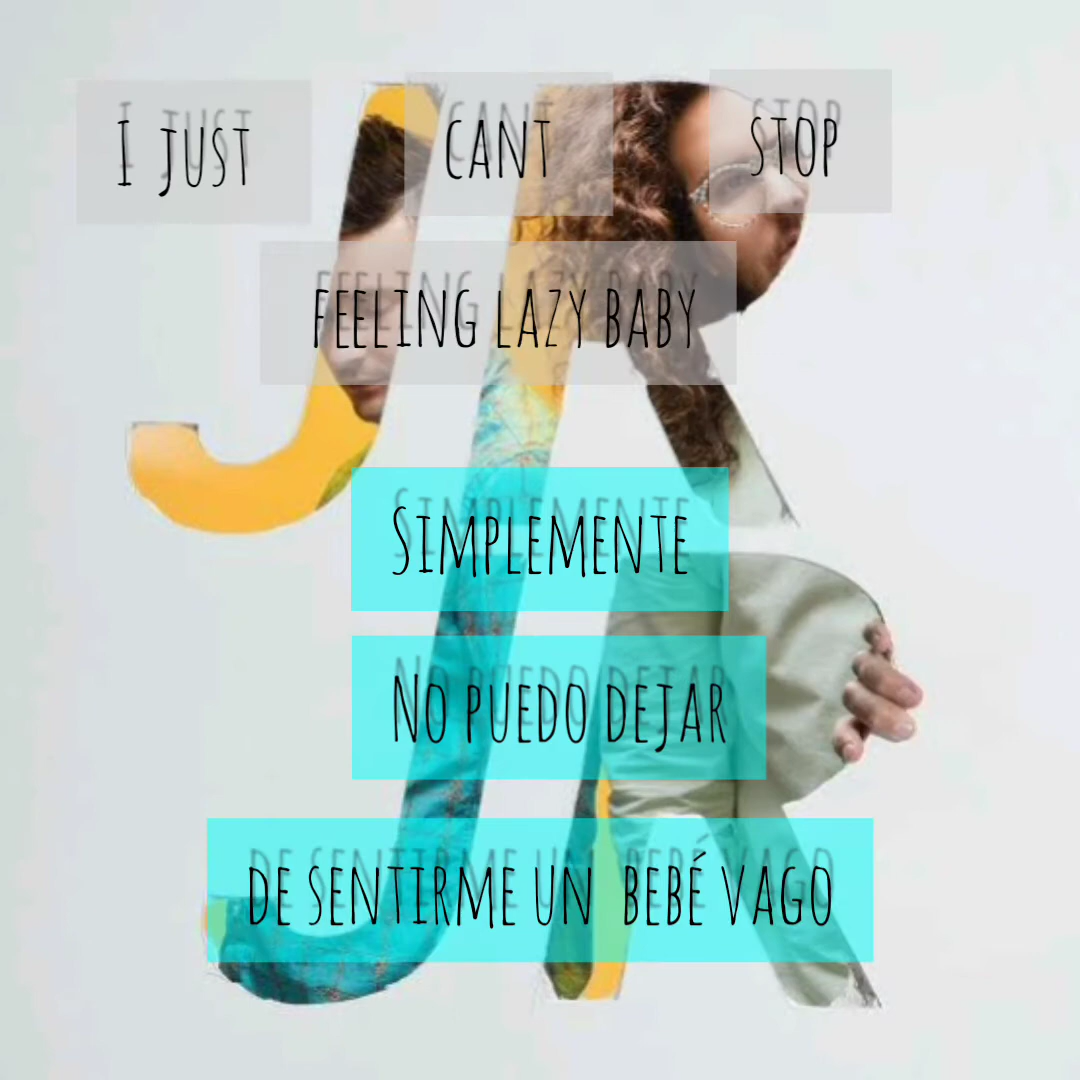 I just cant stop
feeling lazy baby
Simplemente
No puedo dejar
de sentirme un bebé vago